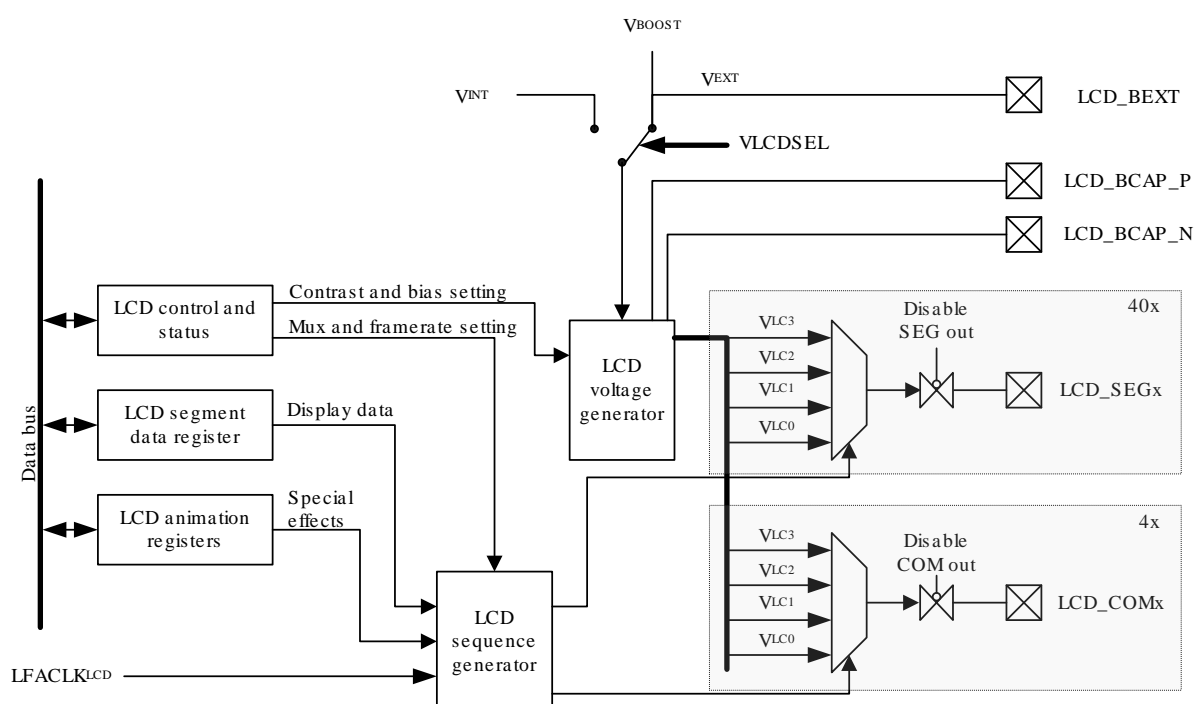 VBOOST
VINT
VEXT
LCD_BEXT
VLCDSEL
LCD_BCAP_P
LCD_BCAP_N
Data bus
LCD control and
status
Contrast and bias setting
Mux and framerate setting
LCD segment
data register
Display data
LCD animation
registers
Special
effects
LFACLKLCD
LCD
voltage
generator
LCD
sequence
generator
40x
VLC3
VLC2
VLC1
VLC0
Disable
SEG out
LCD_SEGx
4x
VLC3
VLC2
VLC1
VLC0
Disable
COM out
LCD_COMx